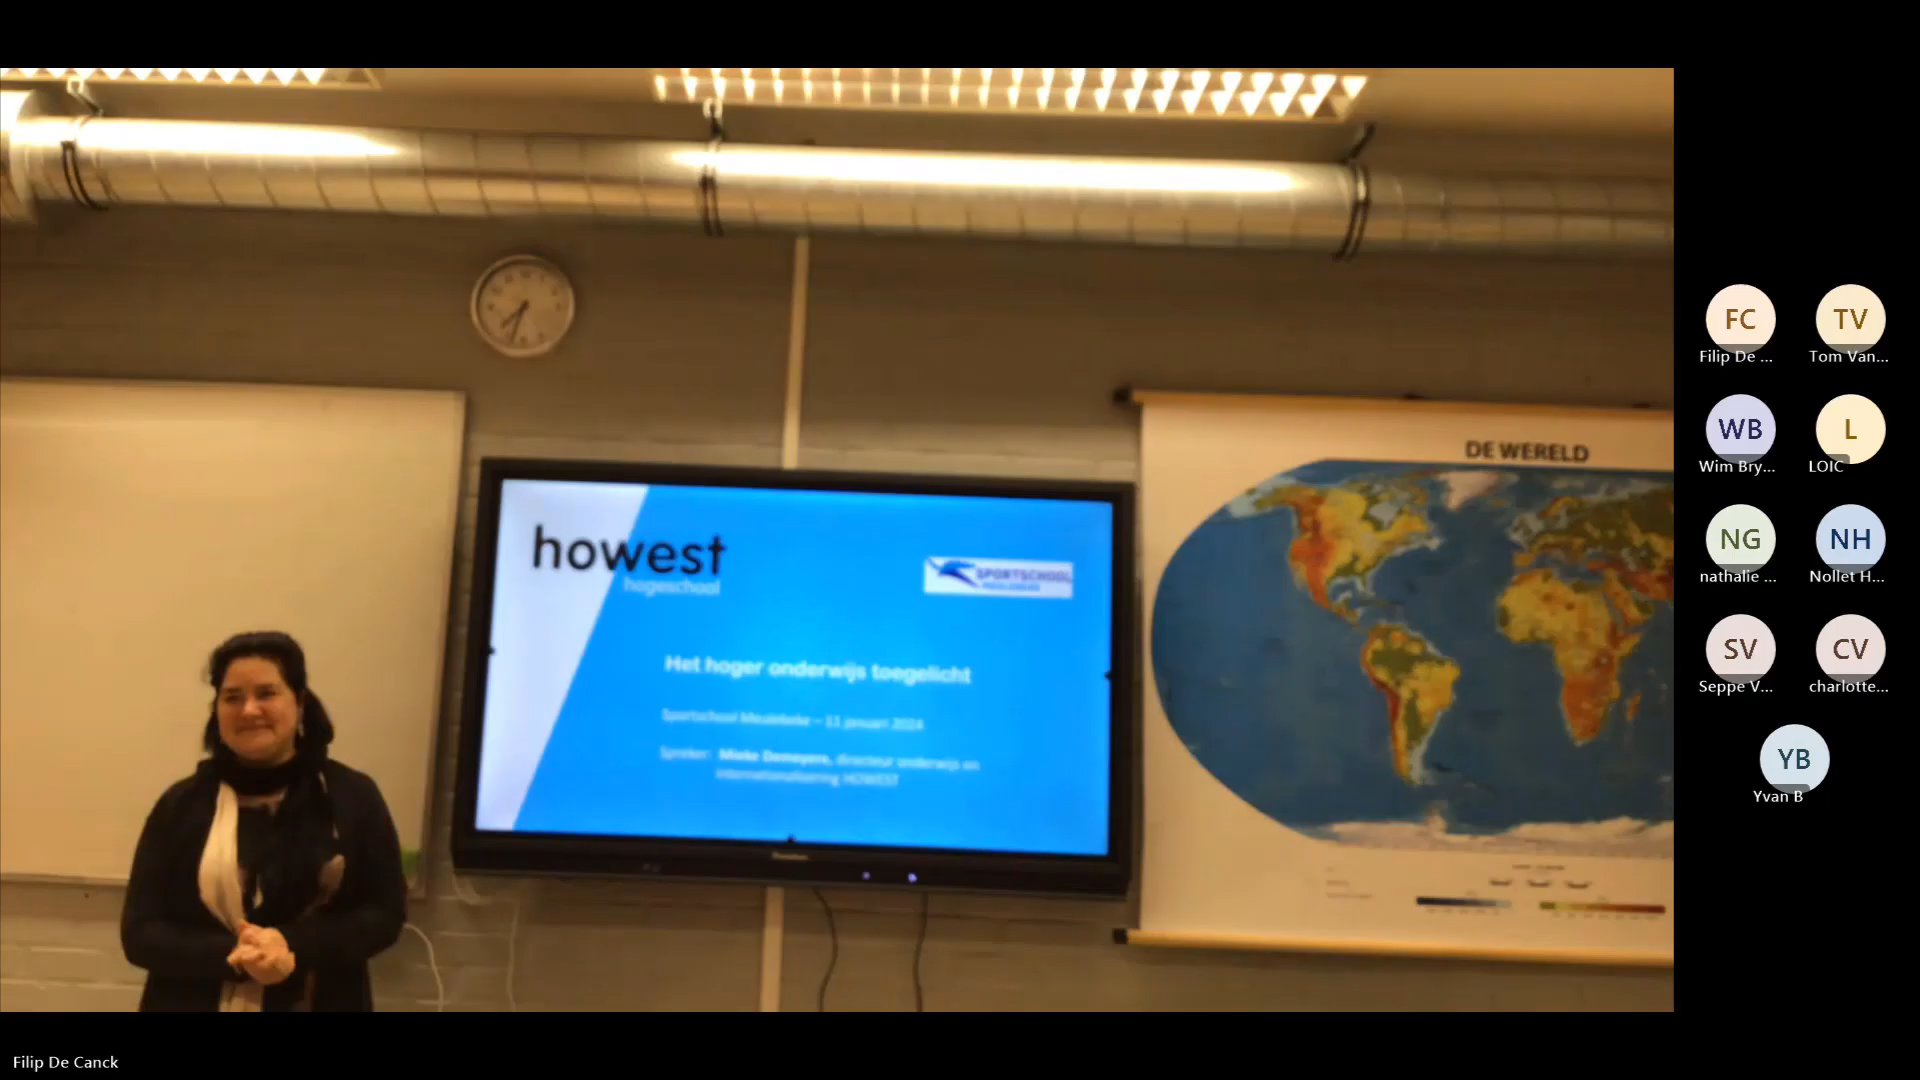 DE WERELD
howest
hogeschool
SPORTSCHOOL
MEULEBEKE
Het hoger onderwijs toegelicht
Sportschool Meulebeke – 11 januari 2024
Spreker: Mieke Demeyere, directeur onderwijs en
internationalisering HOWEST
FC
Filip De ...
TV
Tom Van...
WB
Wim Bry...
L
LOIC
NG
nathalie ...
NH
Nollet H...
SV
Seppe V...
CV
charlotte...
YB
Yvan B
Filip De Canck